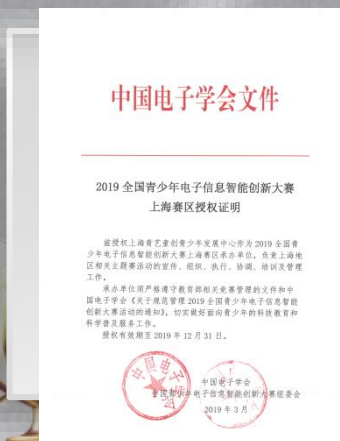 中国电子学会文件
2019 全国青少年电子信息智能创新大赛
上海赛区授权证明
兹授权上海青艺童创青少年发展中心作为 2019 全国青
少年电子信息智能创新大赛上海赛区承办单位，负责上海地
区相关主题赛活动的宣传、组织、执行、协调、培训及管理
工作。
承办单位须严格遵守教育部相关竞赛管理的文件和中
国电子学会《关于规范管理 2019 全国青少年电子信息智能
创新大赛活动的通知》，切实做好面向青少年的科技教育和
科学普及服务工作。
授权有效期至 2019 年 12 月 31 日。
中国电子学会
中国电子学会
全国青少年电子信息智能创新大赛组委会
2019 年 3 月